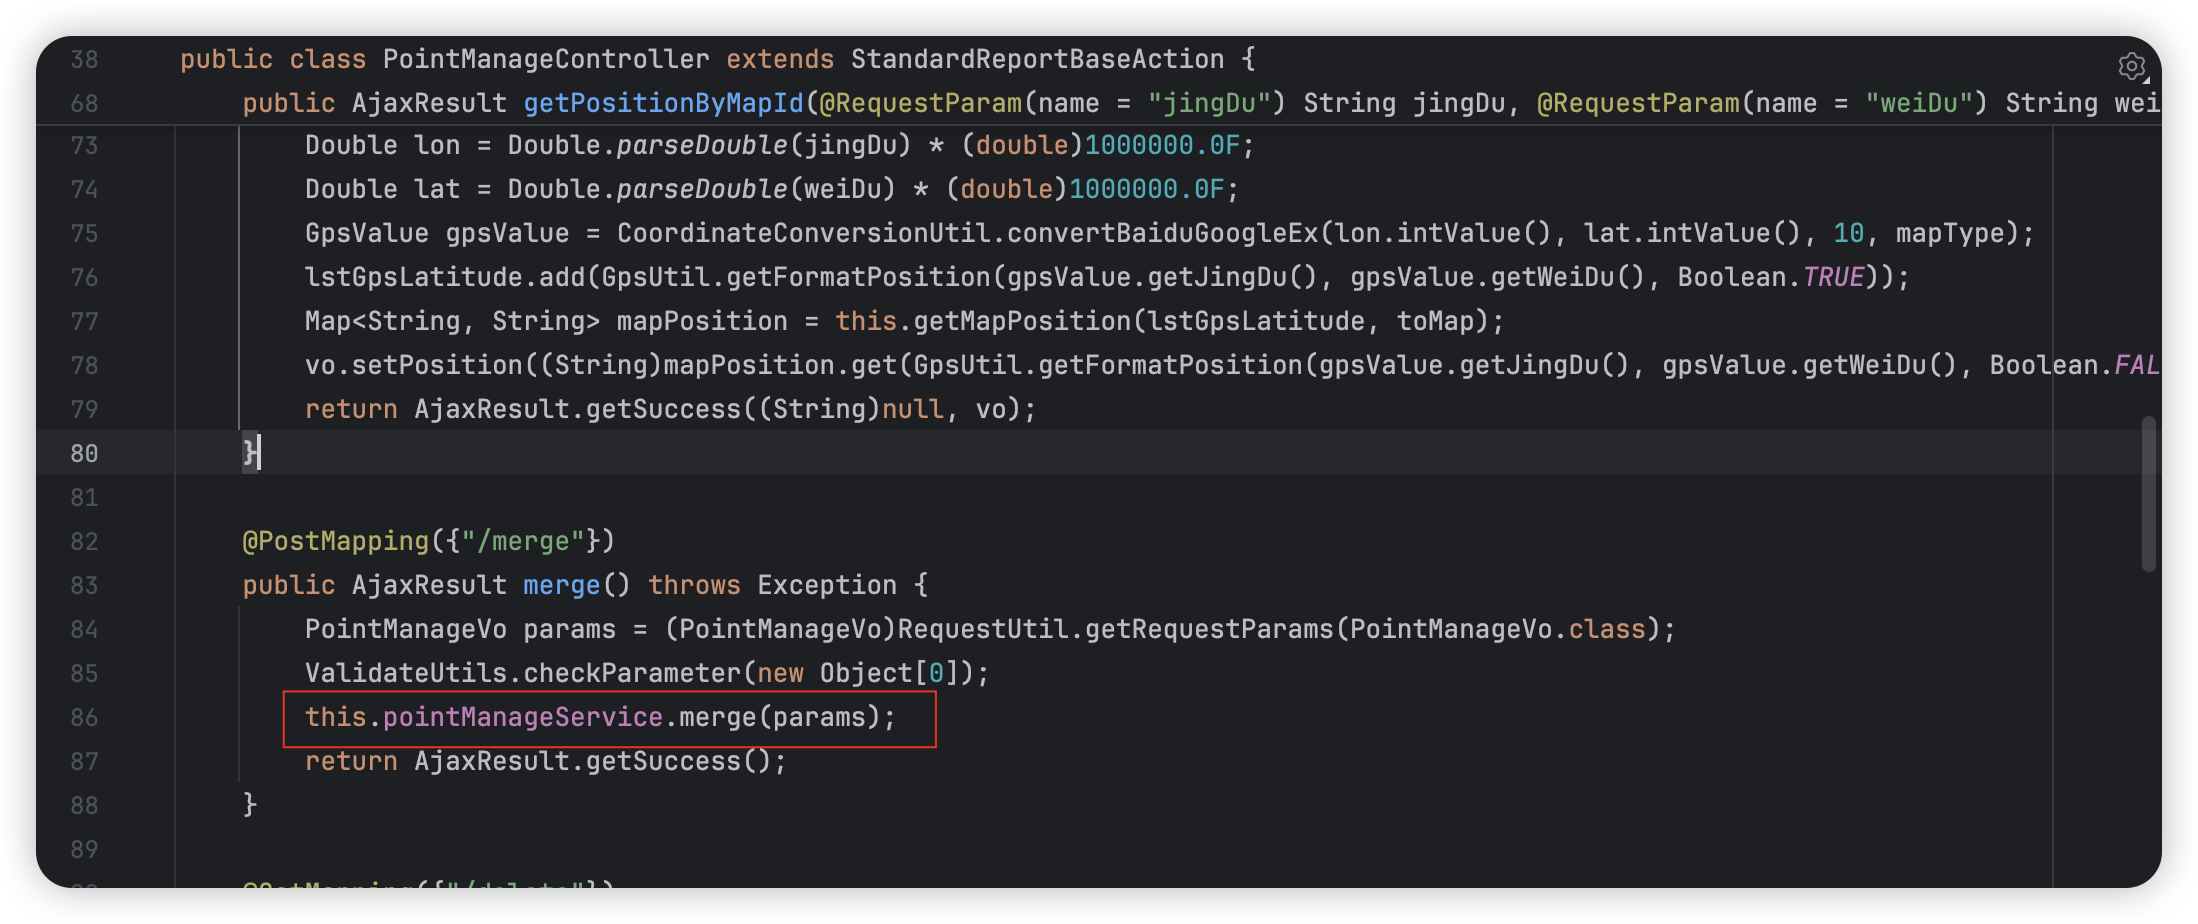 38 public class PointManageController extends StandardReportBaseAction {
68 public AjaxResult getPositionByMapId(@RequestParam(name = "jingDu") String jingDu, @RequestParam(name = "weiDu") String wei
73 Double lon = Double.parseDouble(jingDu) * (double)1000000.0F;
74 Double lat = Double.parseDouble(weiDu) * (double)1000000.0F;
75 GpsValue gpsValue = CoordinateConversionUtil.convertBaiduGoogleEx(lon.intValue(), lat.intValue(), 10, mapType);
76 lstGpsLatitude.add(GpsUtil.getFormatPosition(gpsValue.getJingDu(), gpsValue.getWeiDu(), Boolean.TRUE));
77 Map<String, String> mapPosition = this.getMapPosition(lstGpsLatitude, toMap);
78 vo.setPosition((String)mapPosition.get(GpsUtil.getFormatPosition(gpsValue.getJingDu(), gpsValue.getWeiDu(), Boolean.FAL
79 return AjaxResult.getSuccess((String)null, vo);
80 }
81
82 @PostMapping({"/merge"})
83 public AjaxResult merge() throws Exception {
84 PointManageVo params = (PointManageVo)RequestUtil.getRequestParams(PointManageVo.class);
85 ValidateUtils.checkParameter(new Object[0]);
86 this.pointManageService.merge(params);
87 return AjaxResult.getSuccess();
88 }
89